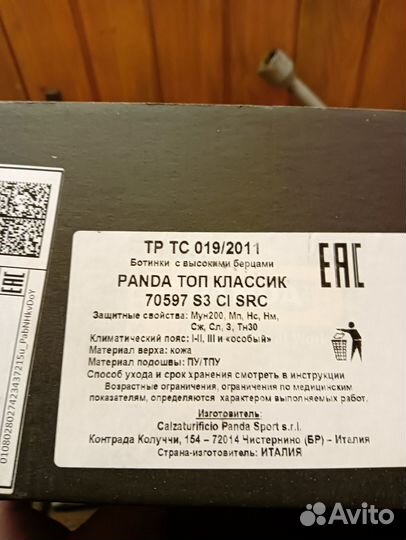 ТР ТС 019/2011
Ботинки с высокими берцами
PANDA ТОП КЛАССИК
70597 S3 CI SRC
Защитные свойства: Мун200, Мп, Нс, Нм,
Сж, Сл, З, Тн30
Климатический пояс: I-II, III и «особый»
Материал верха: кожа
Материал подошвы: ПУ/ТПУ
Способ ухода и срок хранения смотреть в инструкции
Возрастные ограничения, ограничения по медицинским
показателям, определяются характером выполняемых работ.
Изготовитель:
Calzaturificio Panda Sport s.r.l.
Контрада Колуччи, 154 – 72014 Чистернино (БР) – Италия
Страна-изготовитель: ИТАЛИЯ
EAC
EAC
Avito